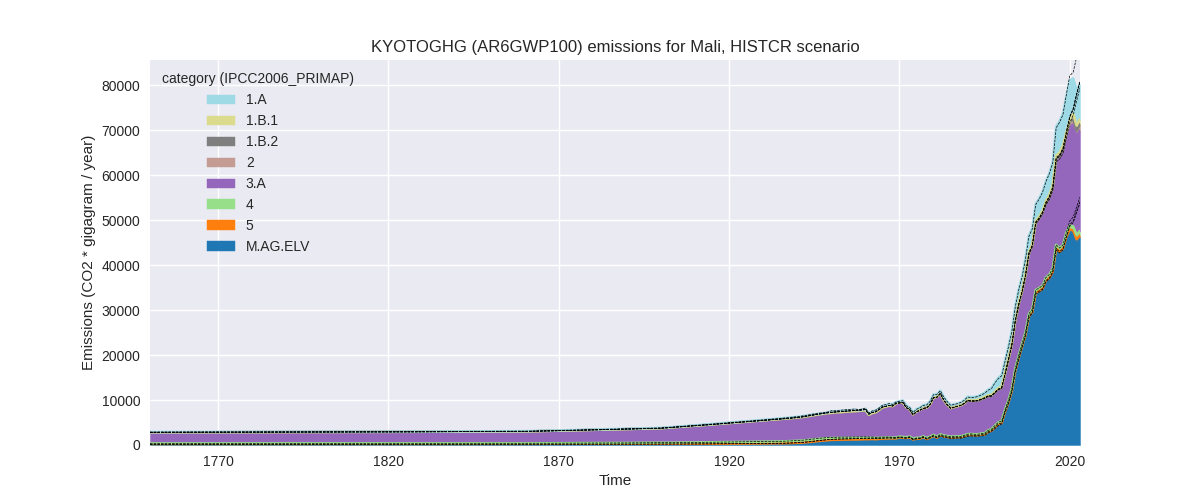 KYOTOGHG (AR6GWP100) emissions for Mali, HISTCR scenario
category (IPCC2006_PRIMAP)
1.A
1.B.1
1.B.2
2
3.A
4
5
M.AG.ELV
Emissions (CO2 * gigagram / year)
80000
70000
60000
50000
40000
30000
20000
10000
0
1770
1820
1870
1920
1970
2020
Time